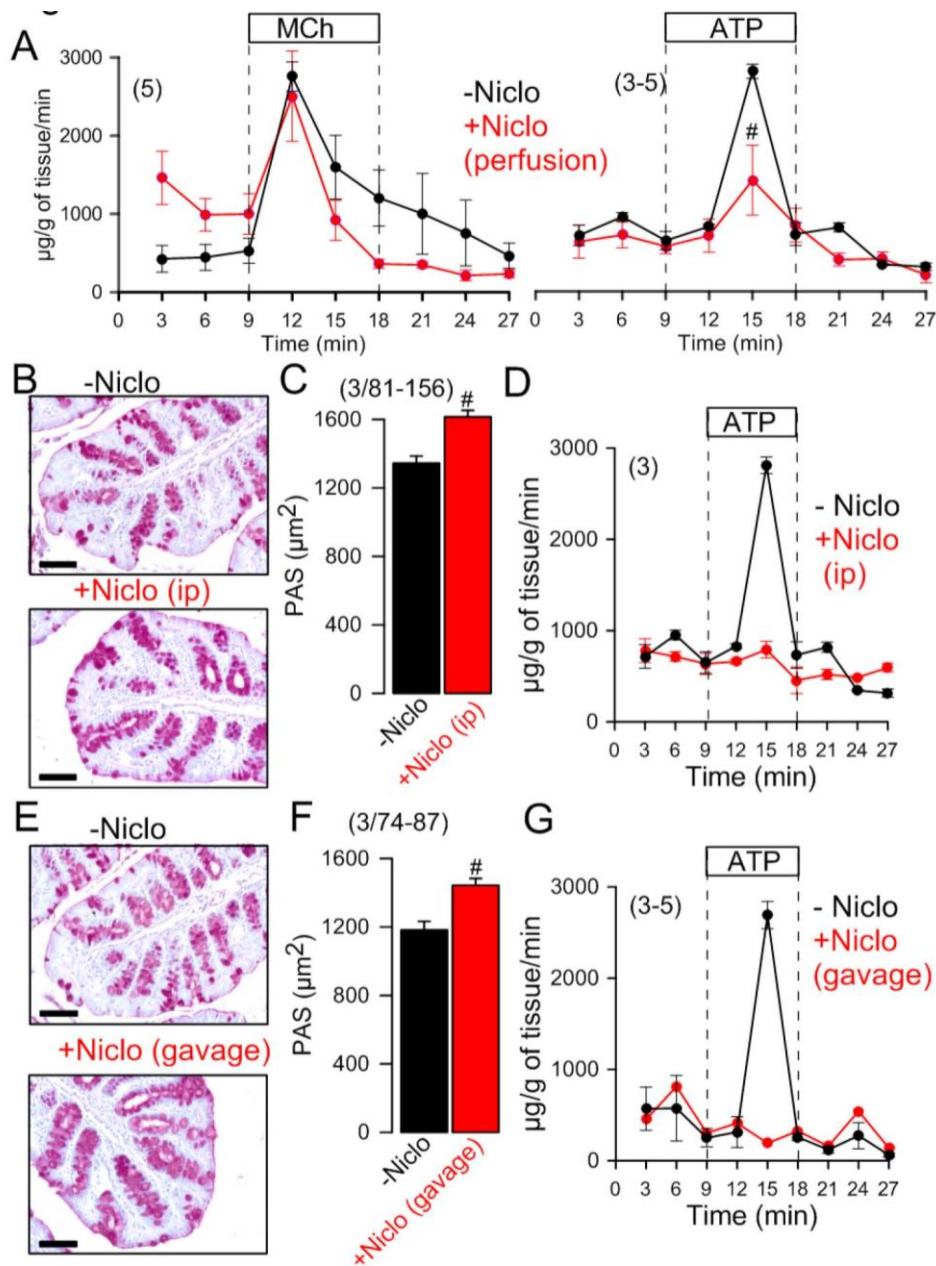 A
MCh
ATP
3000
2000
1000
0
µg/g of tissue/min
(5)
-Niclo
+Niclo
(perfusion)
(3-5)
#
0 3 6 9 12 15 18 21 24 27
Time (min)
0 3 6 9 12 15 18 21 24 27
Time (min)
B
-Niclo
+Niclo (ip)
C
(3/81-156)
#
1600
1200
800
400
0
PAS (µm²)
-Niclo
+Niclo (ip)
D
ATP
3000
2000
1000
0
µg/g of tissue/min
(3)
- Niclo
+Niclo
(ip)
0 3 6 9 12 15 18 21 24 27
Time (min)
E
-Niclo
+Niclo (gavage)
F
(3/74-87)
#
1600
1200
800
400
0
PAS (µm²)
-Niclo
+Niclo (gavage)
G
ATP
3000
2000
1000
0
µg/g of tissue/min
(3-5)
- Niclo
+Niclo
(gavage)
0 3 6 9 12 15 18 21 24 27
Time (min)